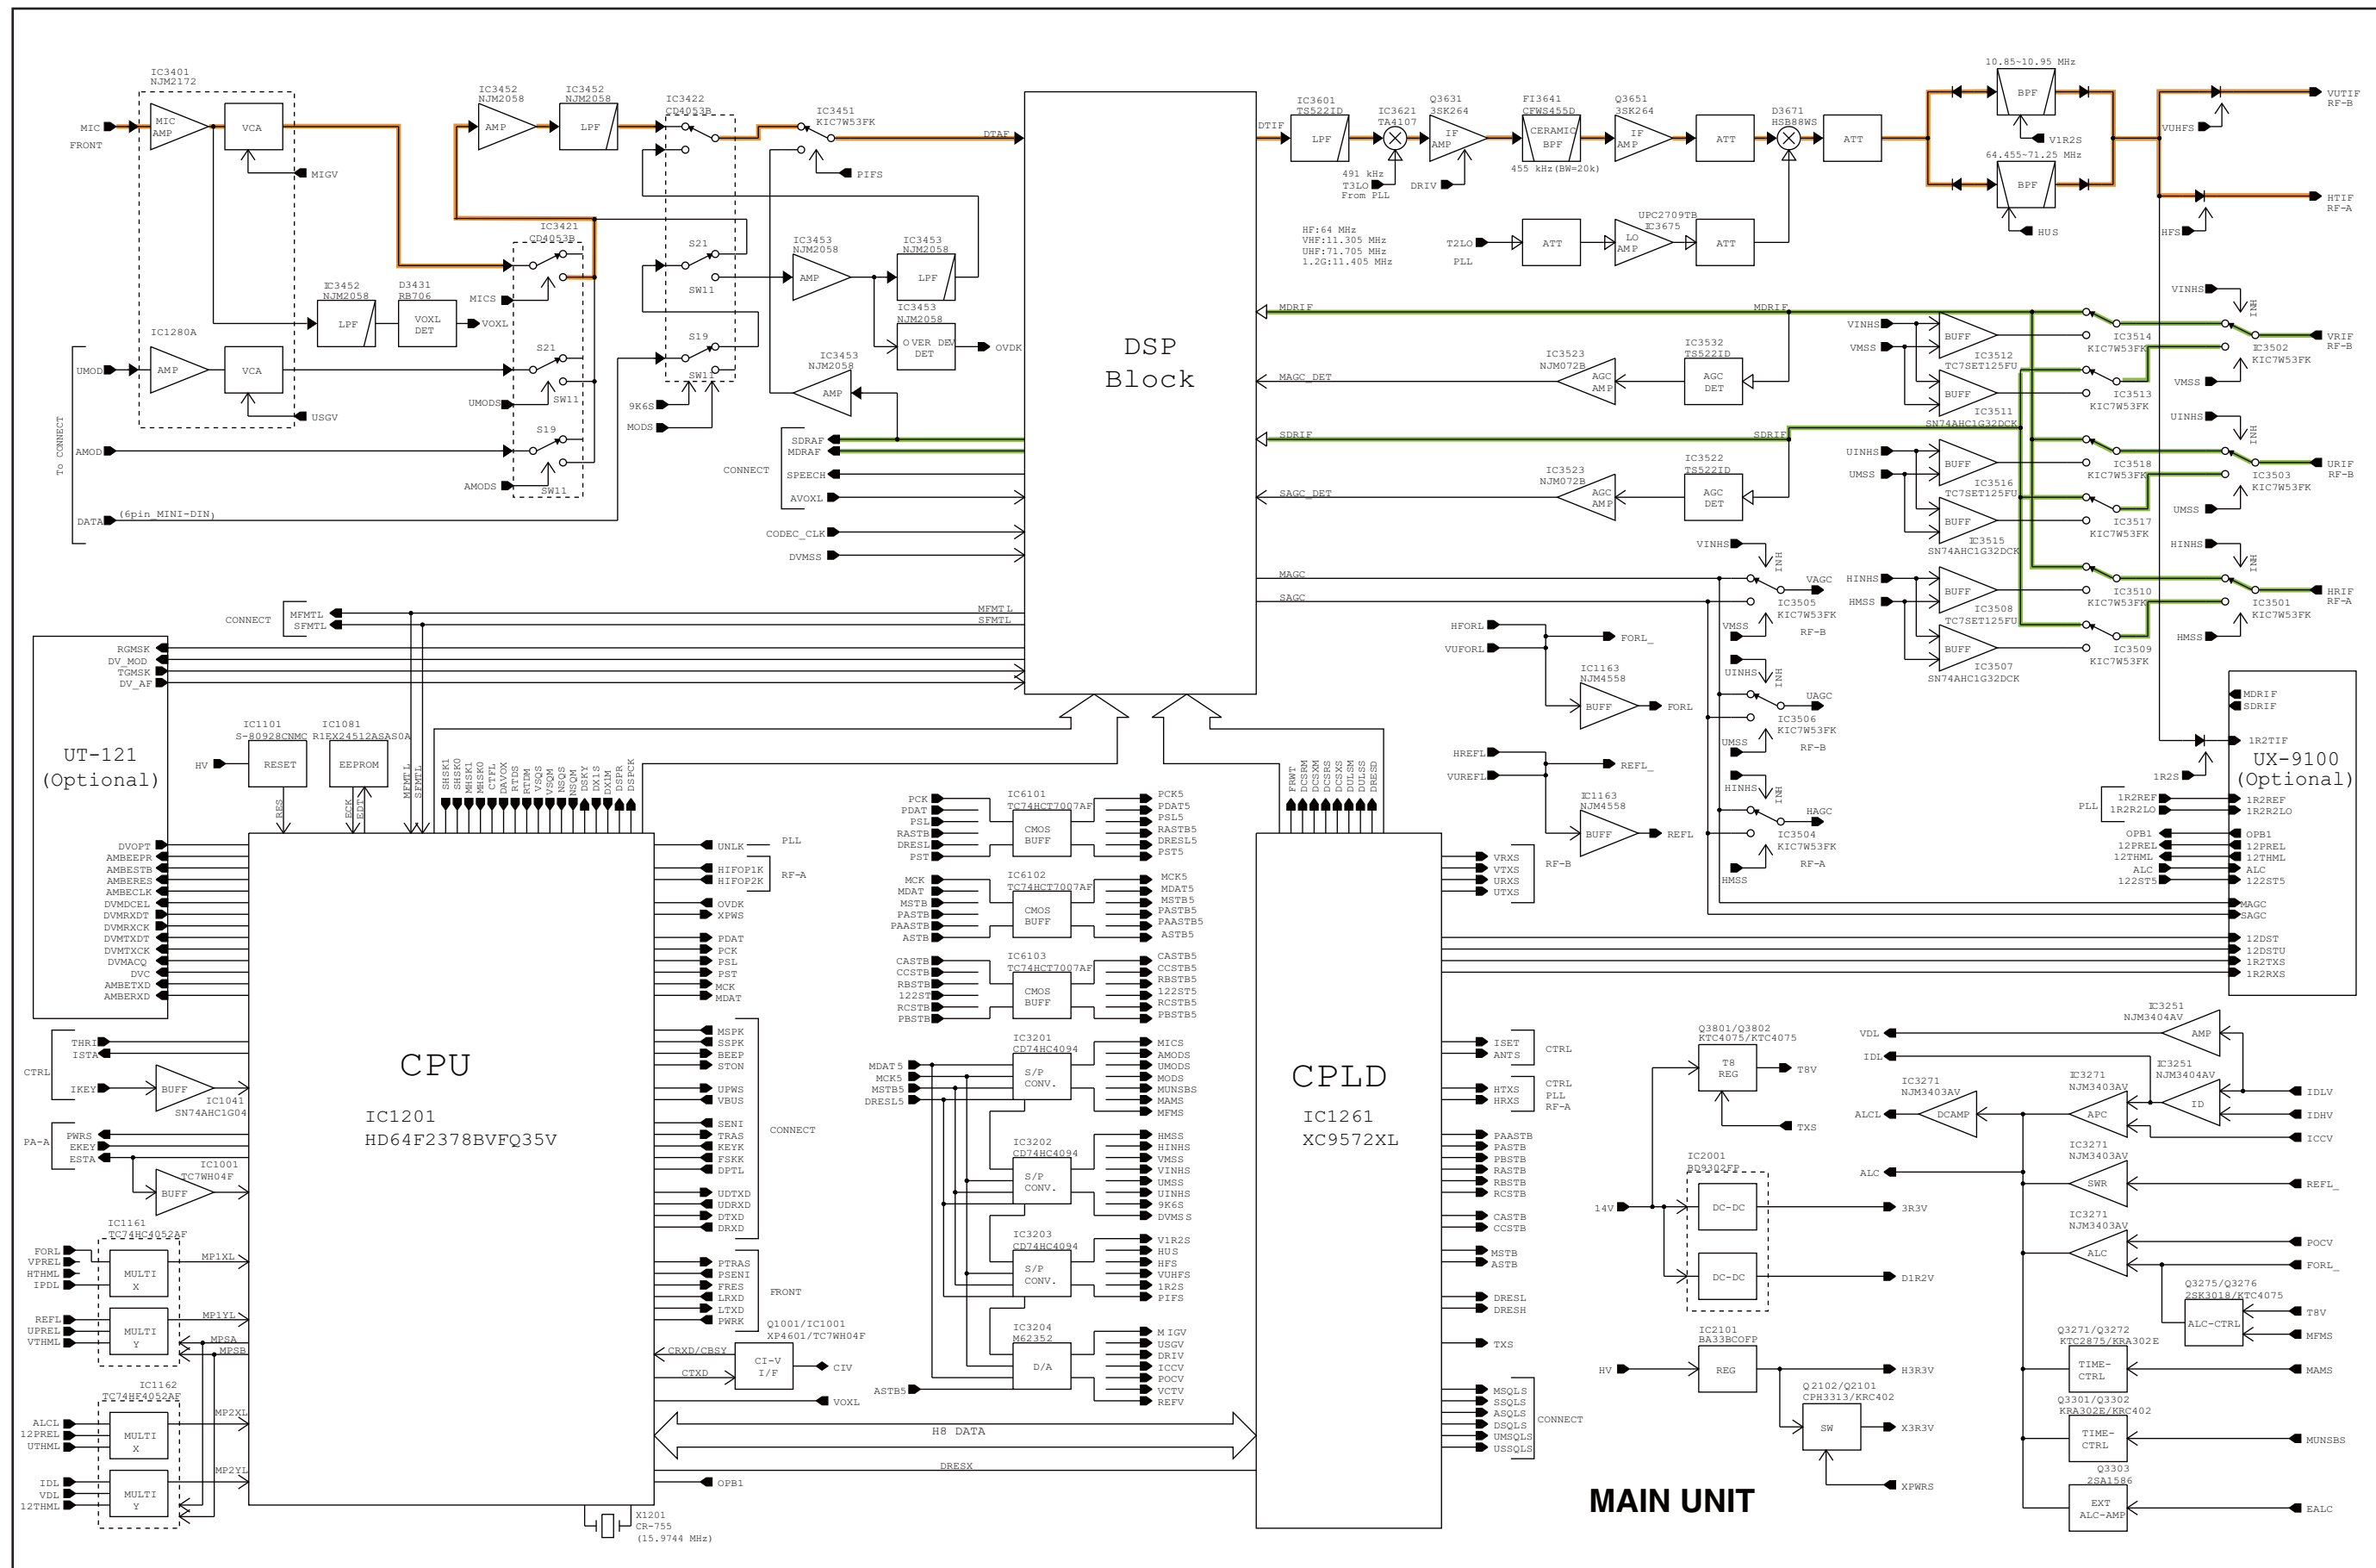 IC3401
NJM2172
MIC
FRONT
MIC
AMP
VCA
MIGV
IC3452
NJM2058
AMP
IC3452
NJM2058
LPF
IC3422
CD4053B
IC3451
KIC7W53FK
PIFS
DTAF
IC3421
CD4053B
MICS
IC3452
NJM2058
LPF
D3431
RB706
VOXL
DET
VOXL
IC1280A
To CONNECT
UMOD
AMP
VCA
USGV
S21
UMODS
SW11
AMOD
S19
AMODS
SW11
DATA
(6pin_MINI-DIN)
S21
SW11
S19
SW11
9K6S
MODS
IC3453
NJM2058
AMP
IC3453
NJM2058
LPF
IC3453
NJM2058
OVER DEV
DET
OVDK
IC3453
NJM2058
AMP
CONNECT
SDRAF
MDRAF
SPEECH
AVOXL
CODEC_CLK
DVMSS
DSP
Block
DTIF
IC3601
TS522ID
LPF
IC3621
TA4107
491 kHz
T3LO
From PLL
Q3631
3SK264
IF
AMP
DRIV
FI3641
CFWS455D
CERAMIC
BPF
455 kHz(BW=20k)
Q3651
3SK264
IF
AMP
ATT
D3671
HSB88WS
ATT
10.85~10.95 MHz
BPF
V1R2S
64.455~71.25 MHz
BPF
HUS
VUTIF
RF-B
VUHFS
HTIF
RF-A
HFS
HF:64 MHz
VHF:11.305 MHz
UHF:71.705 MHz
1.2G:11.405 MHz
T2LO
PLL
ATT
UPC2709TB
IC3675
LO
AMP
ATT
MDRIF
MDRIF
MAGC_DET
IC3523
NJM072B
AGC
AMP
IC3532
TS522ID
AGC
DET
SDRIF
SDRIF
SAGC_DET
IC3523
NJM072B
AGC
AMP
IC3522
TS522ID
AGC
DET
VINHS
VMSS
BUFF
IC3512
TC7SET125FU
BUFF
IC3511
SN74AHC1G32DCK
IC3514
KIC7W53FK
IC3513
KIC7W53FK
VINHS
INH
VRIF
RF-B
IC3502
KIC7W53FK
VMSS
UINHS
UMSS
BUFF
IC3516
TC7SET125FU
BUFF
IC3515
SN74AHC1G32DCK
IC3518
KIC7W53FK
IC3517
KIC7W53FK
UINHS
INH
URIF
RF-B
IC3503
KIC7W53FK
UMSS
HINHS
HMSS
BUFF
IC3508
TC7SET125FU
BUFF
IC3507
SN74AHC1G32DCK
IC3510
KIC7W53FK
IC3509
KIC7W53FK
HINHS
INH
HRIF
RF-A
IC3501
KIC7W53FK
HMSS
MAGC
SAGC
VINHS
INH
VAGC
IC3505
KIC7W53FK
VMSS
RF-B
UINHS
INH
UAGC
IC3506
KIC7W53FK
UMSS
RF-B
HINHS
INH
HAGC
IC3504
KIC7W53FK
HMSS
RF-A
HFORL
VUFORL
FORL_
IC1163
NJM4558
BUFF
FORL
HREFL
VUREFL
REFL_
IC1163
NJM4558
BUFF
REFL
CONNECT
MFMTL
SFMTL
MFMTL
SFMTL
RGMSK
DV_MOD
TGMSK
DV_AF
UT-121
(Optional)
DVOPT
AMBEEPR
AMBESTB
AMBERES
AMBECLK
DVMDCEL
DVMRXDT
DVMRXCK
DVMTXDT
DVMTXCK
DVMACQ
DVC
AMBETXD
AMBERXD
IC1101
S-80928CNMC
HV
RESET
RES
IC1081
R1EX24512ASAS0A
EEPROM
ECK
EDT
MFMTL
SFMTL
SHSK1
SHSK0
MHSK1
MHSK0
CTFL
DAVOX
RTDS
RTDM
VSQS
VSQM
NSQS
NSQM
DSKY
DX1S
DX1M
DSPR
DSPCK
CPU
IC1201
HD64F2378BVFQ35V
CTRL
THRI
ISTA
IKEY
BUFF
IC1041
SN74AHC1G04
PA-A
PWRS
EKEY
ESTA
IC1001
TC7WH04F
BUFF
IC1161
TC74HC4052AF
FORL
VPREL
HTHML
IPDL
MULTI
X
MP1XL
REFL
UPREL
VTHML
MULTI
Y
MP1YL
MPSA
MPSB
IC1162
TC74HF4052AF
ALCL
12PREL
UTHML
MULTI
X
MP2XL
IDL
VDL
12THML
MULTI
Y
MP2YL
X1201
CR-755
(15.9744 MHz)
UNLK
PLL
HIFOP1K
HIFOP2K
RF-A
OVDK
XPWS
PDAT
PCK
PSL
PST
MCK
MDAT
MSPK
SSPK
BEEP
STON
UPWS
VBUS
SENI
TRAS
KEYK
FSKK
DPTL
UDTXD
UDRXD
DTXD
DRXD
CONNECT
PTRAS
PSENI
FRES
LRXD
LTXD
PWRK
FRONT
Q1001/IC1001
XP4601/TC7WH04F
CRXD/CBSY
CTXD
CI-V
I/F
CIV
VOXL
H8 DATA
DRESX
OPB1
IC6101
TC74HCT7007AF
PCK
PDAT
PSL
RASTB
DRESL
PST
CMOS
BUFF
PCK5
PDAT5
PSL5
RASTB5
DRESL5
PST5
IC6102
TC74HCT7007AF
MCK
MDAT
MSTB
PASTB
PAASTB
ASTB
CMOS
BUFF
MCK5
MDAT5
MSTB5
PASTB5
PAASTB5
ASTB5
IC6103
TC74HCT7007AF
CASTB
CCSTB
RBSTB
122ST
RCSTB
PBSTB
CMOS
BUFF
CASTB5
CCSTB5
RBSTB5
122ST5
RCSTB5
PBSTB5
IC3201
CD74HC4094
MDAT5
MCK5
MSTB5
DRESL5
S/P
CONV.
MICS
AMODS
UMODS
MODS
MUNSBS
MAMS
MFMS
IC3202
CD74HC4094
S/P
CONV.
HMSS
HINHS
VMSS
VINHS
UMSS
UINHS
9K6S
DVMSS
IC3203
CD74HC4094
S/P
CONV.
V1R2S
HUS
HFS
VUHFS
1R2S
PIFS
IC3204
M62352
D/A
ASTB5
MIGV
USGV
DRIV
ICCV
POCV
VCTV
REFV
FRWT
DCSRM
DCSXM
DCSRS
DCSXS
DULSM
DULSS
DRESD
CPLD
IC1261
XC9572XL
VRXS
VTXS
URXS
UTXS
RF-B
ISET
ANTS
CTRL
HTXS
HRXS
CTRL
PLL
RF-A
PAASTB
PASTB
PBSTB
RASTB
RBSTB
RCSTB
CASTB
CCSTB
MSTB
ASTB
DRESL
DRESH
TXS
MSQLS
SSQLS
ASQLS
DSQLS
UMSQLS
USSQLS
CONNECT
MDRIF
SDRIF
1R2TIF
1R2S
UX-9100
(Optional)
PLL
1R2REF
1R2R2LO
1R2REF
1R2R2LO
OPB1
12PREL
12THML
ALC
122ST5
OPB1
12PREL
12THML
ALC
122ST5
MAGC
SAGC
12DST
12DSTU
1R2TXS
1R2RXS
Q3801/Q3802
KTC4075/KTC4075
T8
REG
T8V
TXS
14V
IC2001
BD9302FP
DC-DC
3R3V
DC-DC
D1R2V
IC2101
BA33BC0FP
HV
REG
H3R3V
Q2102/Q2101
CPH3313/KRC402
SW
X3R3V
XPWRS
VDL
IC3251
NJM3404AV
AMP
IDL
IC3251
NJM3404AV
ID
IDLV
IDHV
ICCV
IC3271
NJM3403AV
ALCL
DCAMP
IC3271
NJM3403AV
APC
ALC
IC3271
NJM3403AV
SWR
REFL_
IC3271
NJM3403AV
ALC
POCV
FORL_
Q3275/Q3276
2SK3018/KTC4075
ALC-CTRL
T8V
MFMS
Q3271/Q3272
KTC2875/KRA302E
TIME-
CTRL
MAMS
Q3301/Q3302
KRA302E/KRC402
TIME-
CTRL
MUNSBS
Q3303
2SA1586
EXT
ALC-AMP
EALC
MAIN UNIT